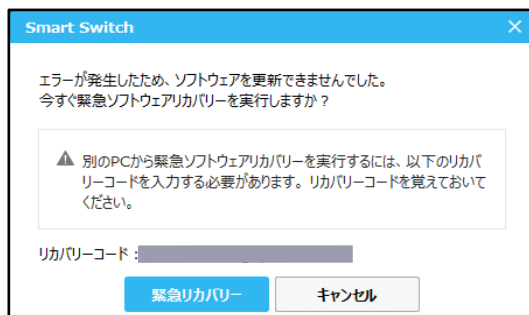 Smart Switch
エラーが発生したため、ソフトウェアを更新できませんでした。
今すぐ緊急ソフトウェアリカバリーを実行しますか？
別のPCから緊急ソフトウェアリカバリーを実行するには、以下のリカバ
リーコードを入力する必要があります。リカバリーコードを覚えておいて
ください。
リカバリーコード：
緊急リカバリー キャンセル